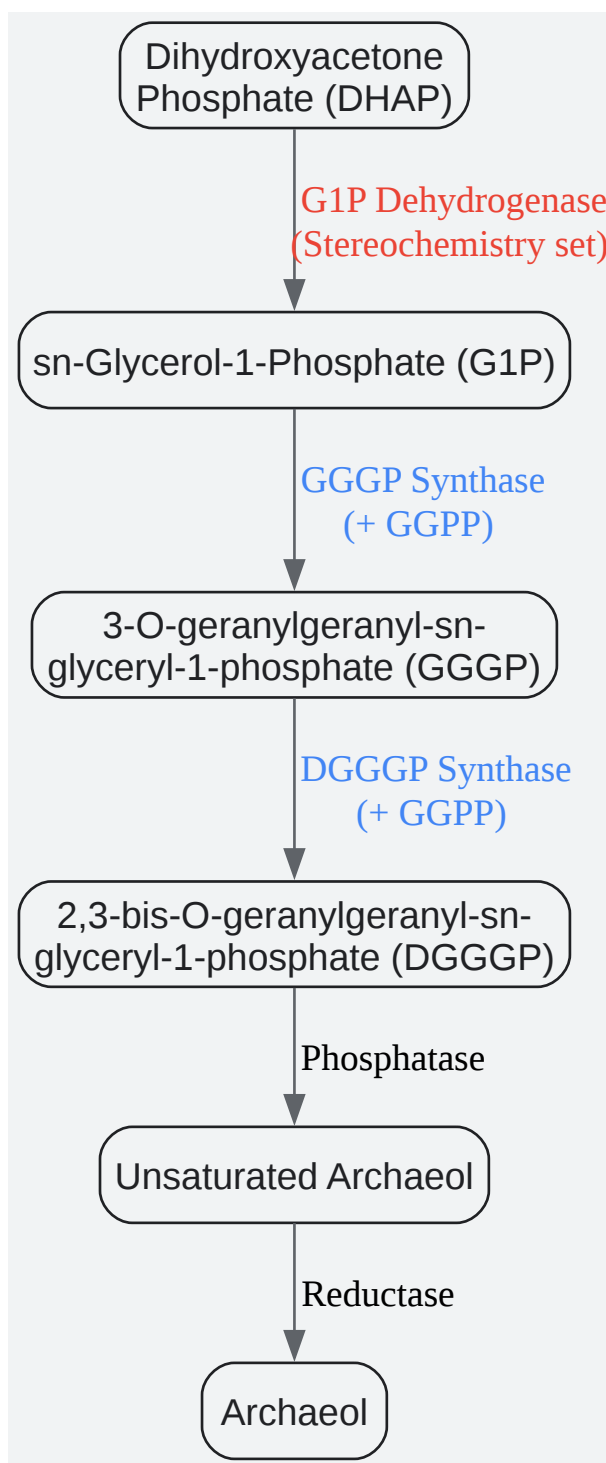 Dihydroxyacetone
Phosphate (DHAP)
G1P Dehydrogenase
(Stereochemistry set)
sn-Glycerol-1-Phosphate (G1P)
GGGP Synthase
(+ GGPP)
3-O-geranylgeranyl-sn-
glyceryl-1-phosphate (GGGP)
DGGGP Synthase
(+ GGPP)
2,3-bis-O-geranylgeranyl-sn-
glyceryl-1-phosphate (DGGGP)
Phosphatase
Unsaturated Archaeol
Reductase
Archaeol